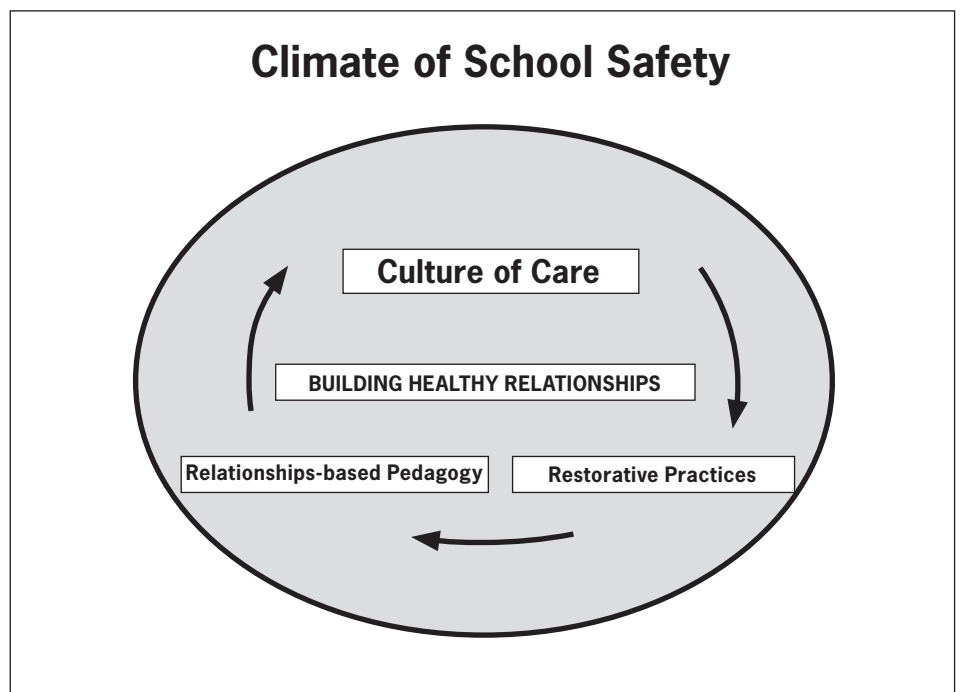 Climate of School Safety
Culture of Care
BUILDING HEALTHY RELATIONSHIPS
Relationships-based Pedagogy
Restorative Practices